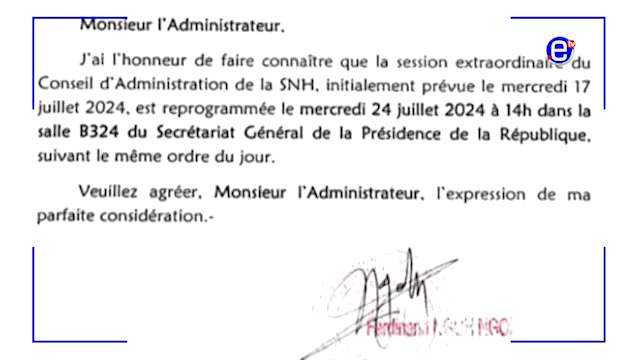 Monsieur l'Administrateur,
J'ai l'honneur de faire connaître que la session extraordinaire du
Conseil d'Administration de la SNH, initialement prévue le mercredi 17
juillet 2024, est reprogrammée le mercredi 24 juillet 2024 à 14h dans la
salle B324 du Secrétariat Général de la Présidence de la République,
suivant le même ordre du jour.
Veuillez agréer, Monsieur l'Administrateur, l'expression de ma
parfaite considération.-
Ferdinand